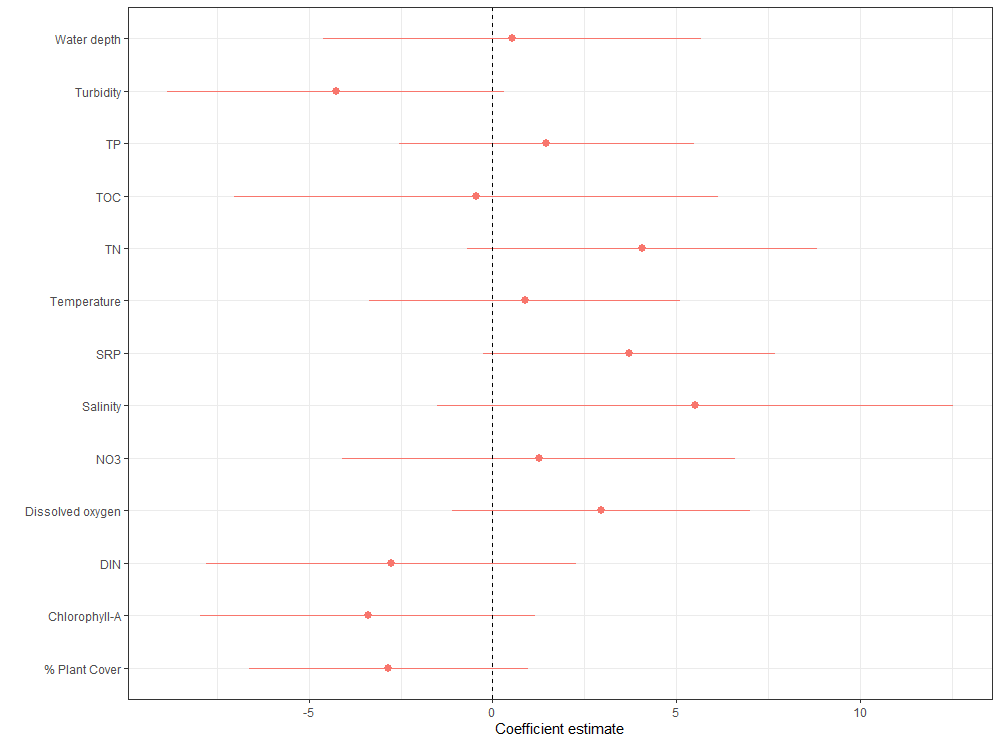 Water depth
Turbidity
TP
TOC
TN
Temperature
SRP
Salinity
NO3
Dissolved oxygen
DIN
Chlorophyll-A
% Plant Cover
-5 0 5 10
Coefficient estimate